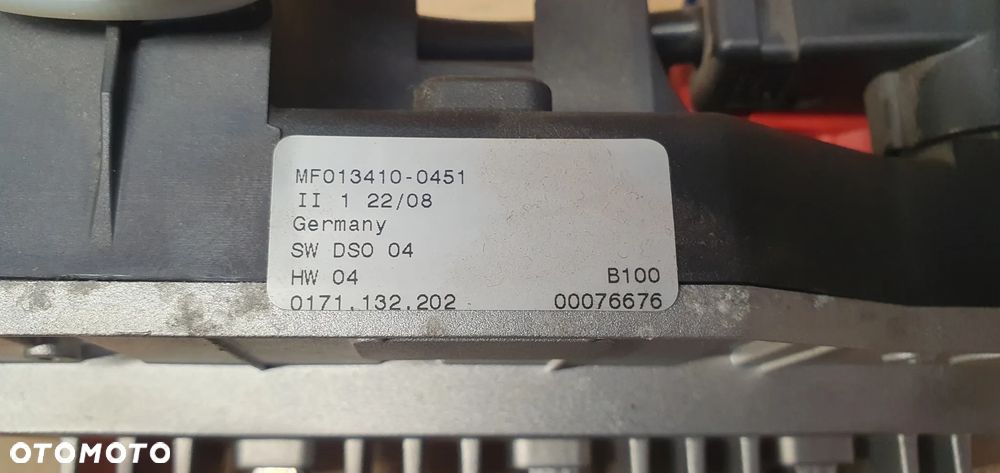 MF013410-0451
II 1 22/08
Germany
SW DSO 04
HW 04 B100
0171.132.202 00076676
OTOMOTO